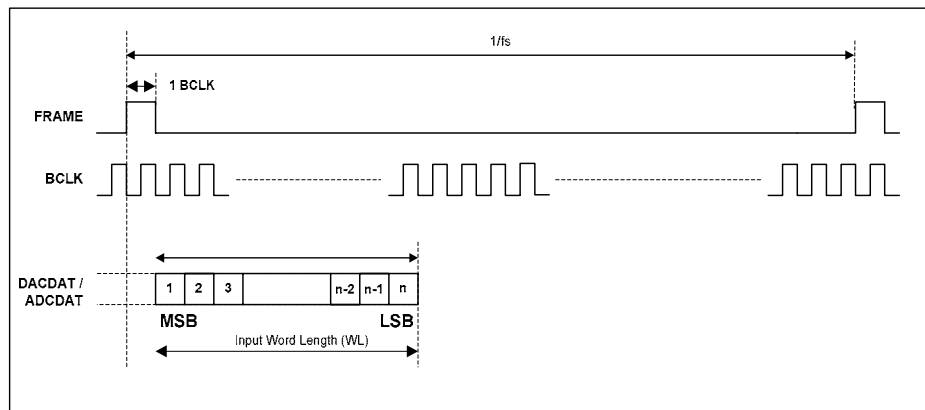 1/fs
1 BCLK
FRAME
BCLK
DACDAT /
ADCDAT
1 2 3 n-2 n-1 n
MSB LSB
Input Word Length (WL)